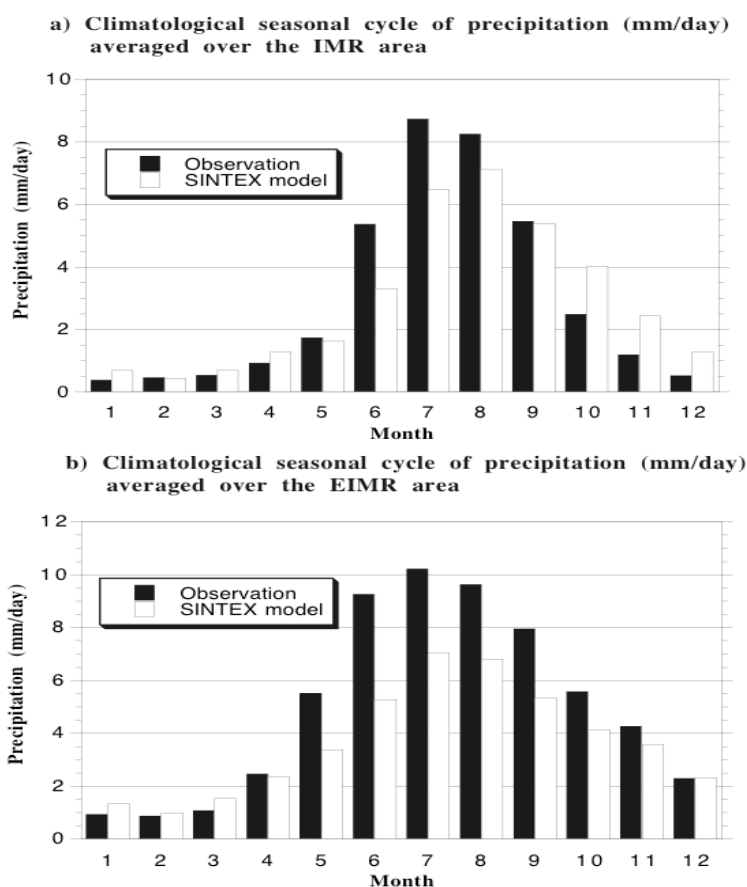 a) Climatological seasonal cycle of precipitation (mm/day)
averaged over the IMR area
10
8
6
4
2
0
Precipitation (mm/day)
Observation
SINTEX model
1 2 3 4 5 6 7 8 9 10 11 12
Month
b) Climatological seasonal cycle of precipitation (mm/day)
averaged over the EIMR area
12
10
8
6
4
2
0
Precipitation (mm/day)
Observation
SINTEX model
1 2 3 4 5 6 7 8 9 10 11 12
Month